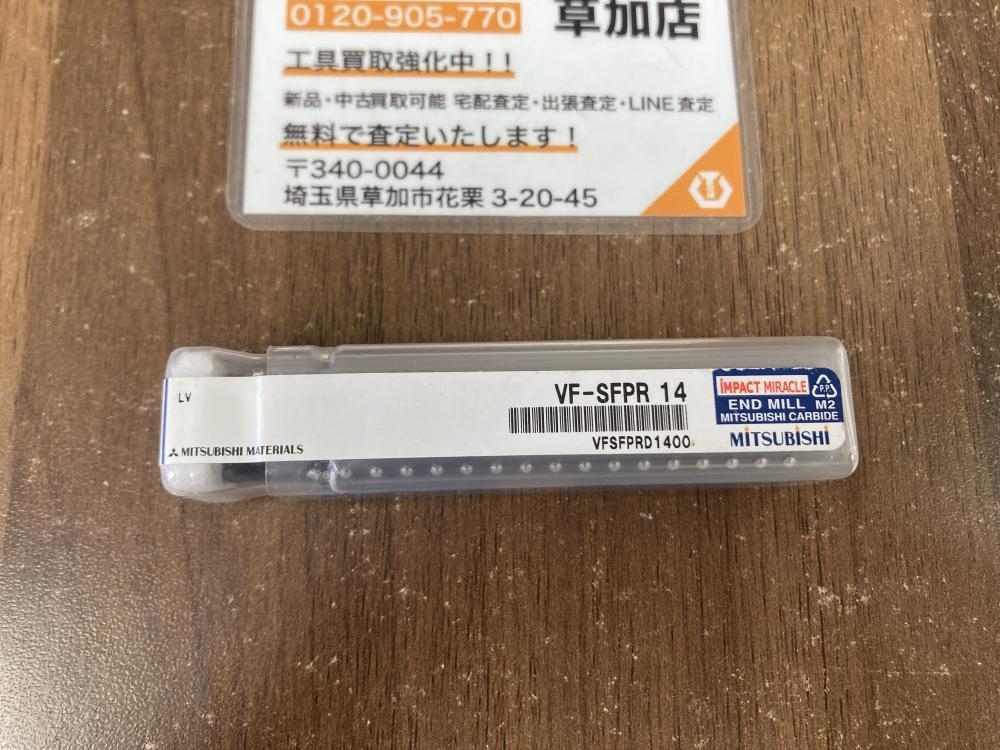 0120-905-770
草加店
工具買取強化中！！
新品・中古買取可能 宅配査定・出張査定・LINE査定
無料で査定いたします！
〒340-0044
埼玉県草加市花栗 3-20-45
LV
MITSUBISHI MATERIALS
VF-SFPR 14
VFSFPRD1400
IMPACT MIRACLE
P.P
END MILL M2
MITSUBISHI CARBIDE
MITSUBISHI